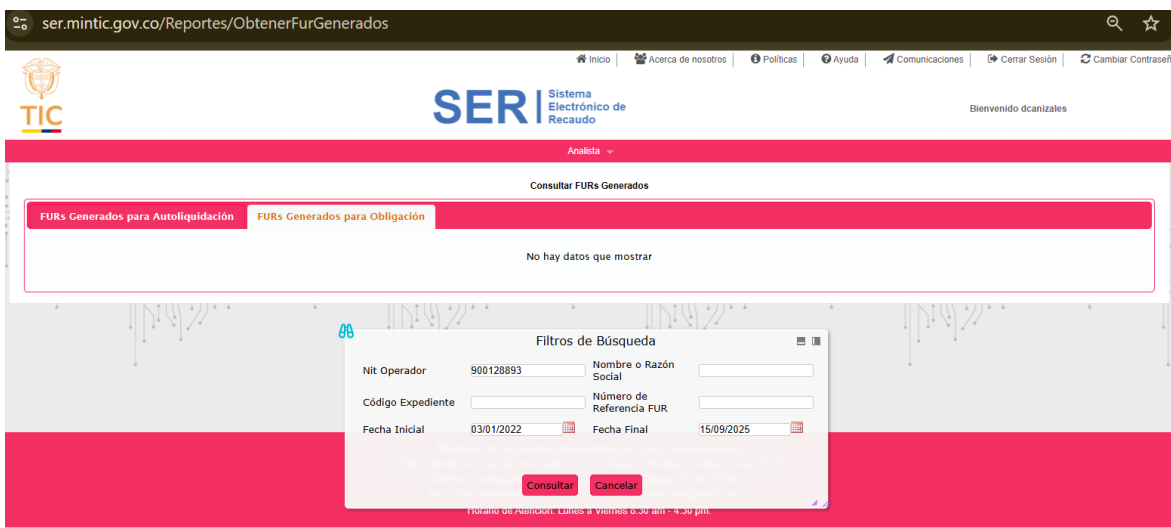 ser.mintic.gov.co/Reportes/ObtenerFurGenerados
Inicio Acerca de nosotros Políticas Ayuda Comunicaciones Cerrar Sesión Cambiar Contraseñ
TIC
SER Sistema Electrónico de Recaudo
Bienvenido dcanizales
Analista
Consultar FURs Generados
FURs Generados para Autoliquidación FURs Generados para Obligación
No hay datos que mostrar
Filtros de Búsqueda
Nit Operador 900128893 Nombre o Razón Social
Código Expediente Número de Referencia FUR
Fecha Inicial 03/01/2022 Fecha Final 15/09/2025
Consultar Cancelar
Horario de Atención: Lunes a Viernes 8:30 am - 4:30 pm.